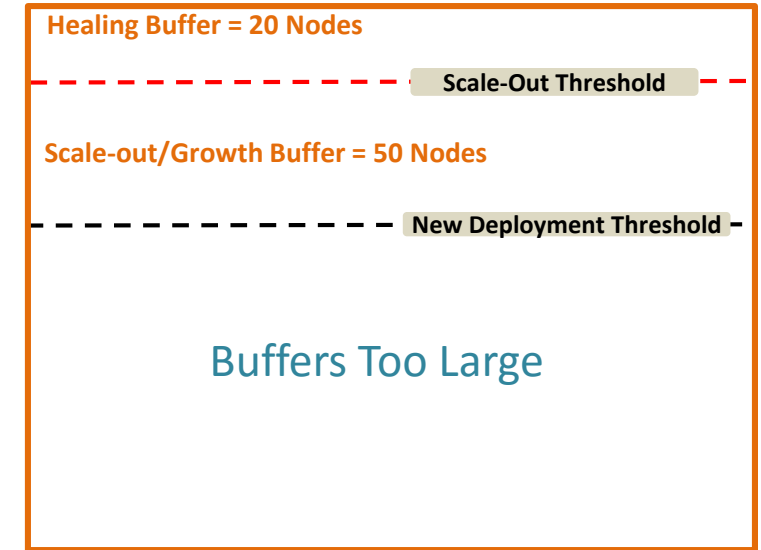 Healing Buffer = 20 Nodes
Scale-Out Threshold
Scale-out/Growth Buffer = 50 Nodes
New Deployment Threshold
Buffers Too Large